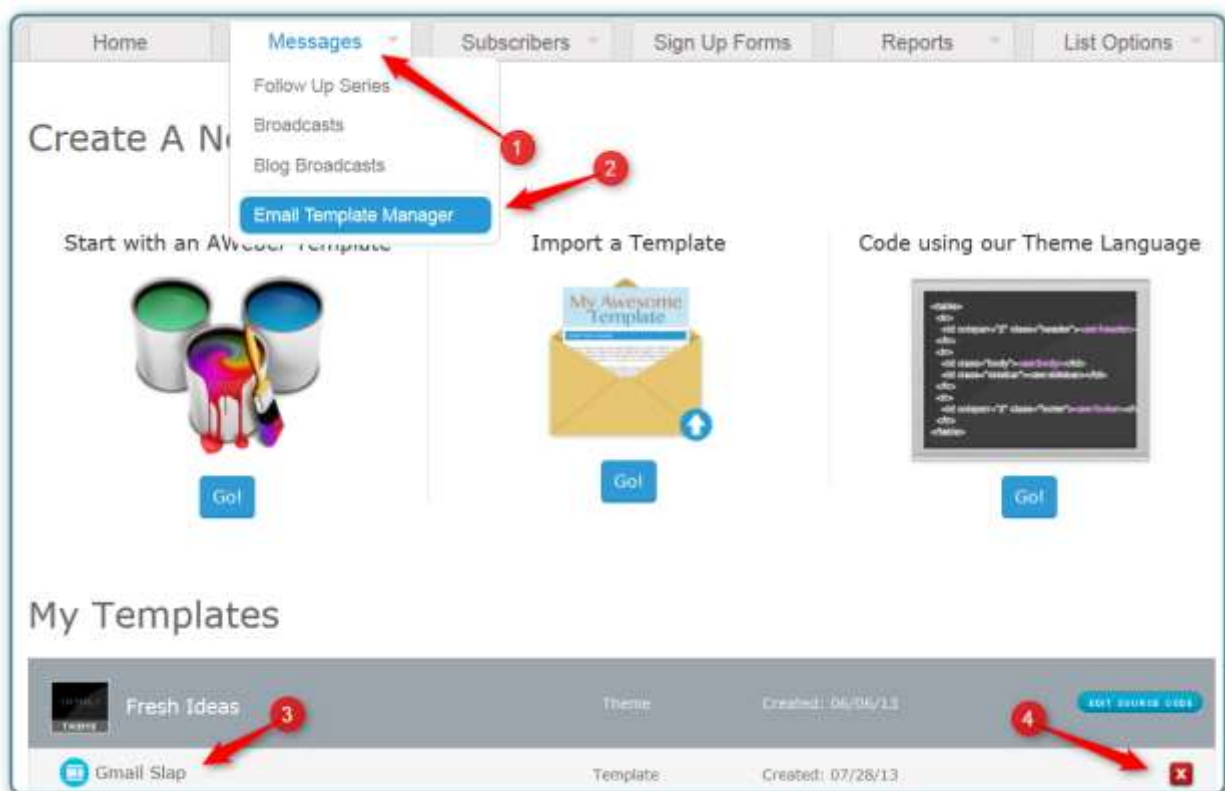 Home Messages Subscribers Sign Up Forms Reports List Options
Follow Up Series
Broadcasts
Blog Broadcasts
Email Template Manager
1
2
Create A N
Start with an AWeber Template
Import a Template
Code using our Theme Language
My Awesome
Template
Go!
Go!
Go!
My Templates
Fresh Ideas Theme Created: 06/06/13 EDIT SOURCE CODE
3
4
Gmail Slap Template Created: 07/28/13 X